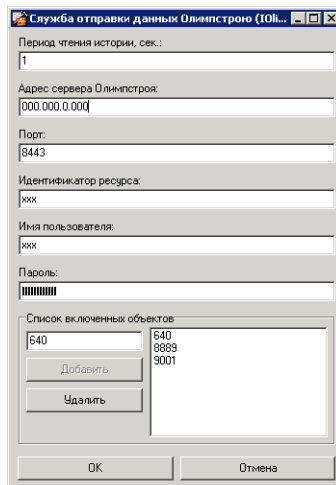 Служба отправки данных Олимпстрою (IOli...
Период чтения истории, сек.:
1
Адрес сервера Олимпстроя:
000.000.0.000
Порт:
8443
Идентификатор ресурса:
xxx
Имя пользователя:
xxx
Пароль:
Список включенных объектов
640
640
8889
9001
Добавить
Удалить
OK
Отмена